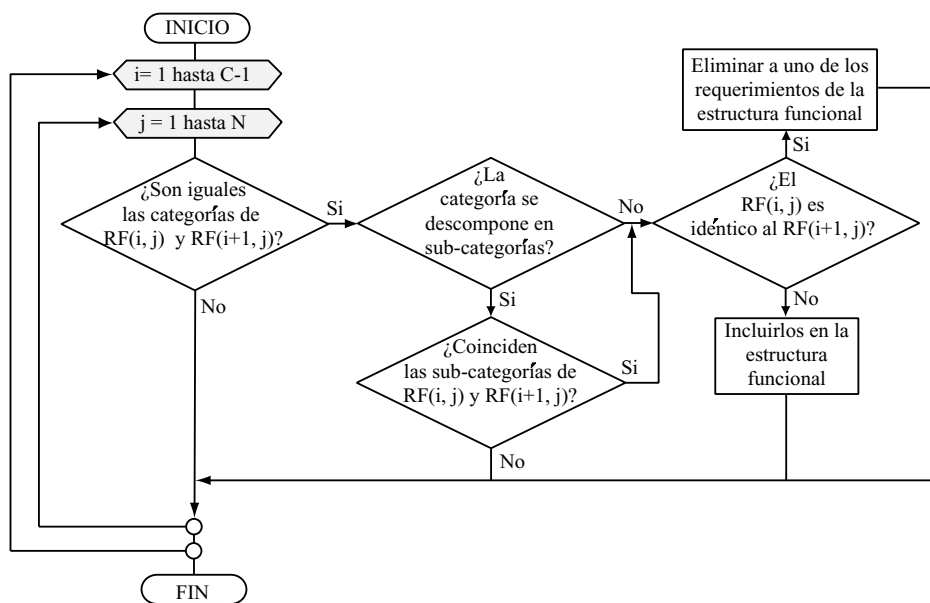 INICIO
i= 1 hasta C-1
j = 1 hasta N
¿Son iguales
las categorías de
RF(i, j) y RF(i+1, j)?
Si
No
¿La
categoría se
descompone en
sub-categorías?
No
Si
¿Coinciden
las sub-categorías de
RF(i, j) y RF(i+1, j)?
Si
No
Eliminar a uno de los
requerimientos de la
estructura funcional
Si
¿El
RF(i, j) es
idéntico al RF(i+1, j)?
No
Incluirlos en la
estructura
funcional
FIN